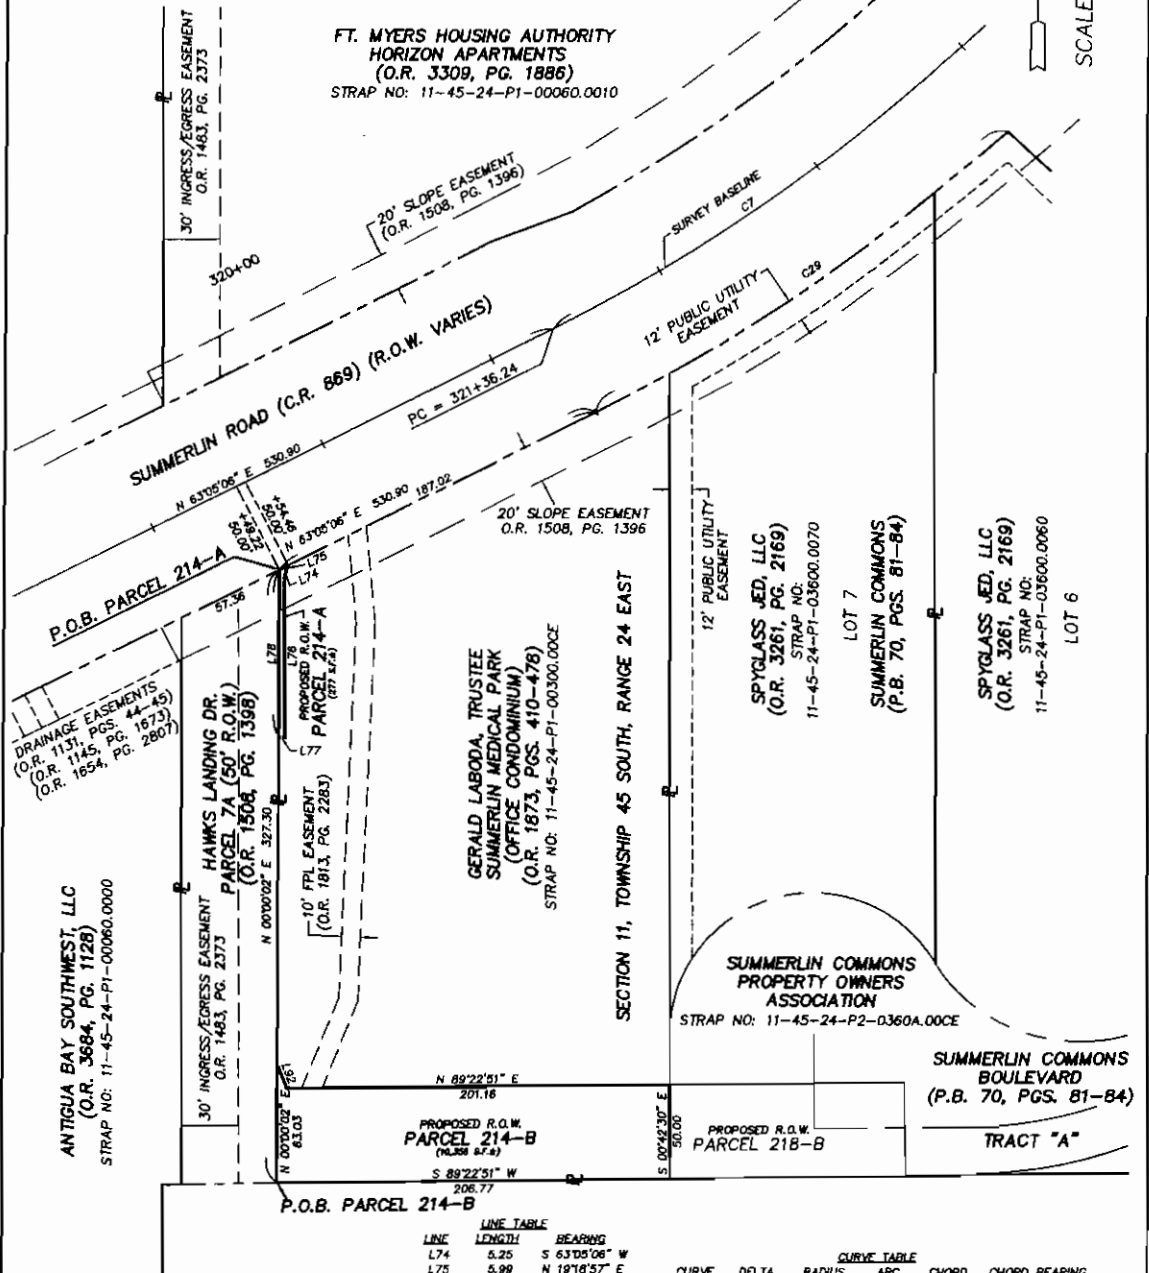 FT. MYERS HOUSING AUTHORITY
HORIZON APARTMENTS
(O.R. 3309, PG. 1886)
STRAP NO: 11-45-24-P1-00060.0010
SCALE
30' INGRESS/EGRESS EASEMENT
O.R. 1483, PG. 2373
20' SLOPE EASEMENT
(O.R. 1508, PG. 1396)
320+00
SURVEY BASELINE
C7
C29
12' PUBLIC UTILITY
EASEMENT
SUMMERLIN ROAD (C.R. 869) (R.O.W. VARIES)
PC = 321+36.24
N 63°05'06" E 530.90
+54.46
50.00'
+49.22
50.00'
N 63°05'06" E 530.90 187.02
20' SLOPE EASEMENT
O.R. 1508, PG. 1396
P.O.B. PARCEL 214-A
57.36
L75
L74
L78
L76
PROPOSED R.O.W.
PARCEL 214-A
(277 S.F.±)
L77
DRAINAGE EASEMENTS
(O.R. 1131, PGS. 44-45)
(O.R. 1145, PG. 1673)
(O.R. 1654, PG. 2807)
HAWKS LANDING DR.
PARCEL 7A (50' R.O.W.)
(O.R. 1508, PG. 1398)
N 00°00'02" E 327.30
10' FPL EASEMENT
(O.R. 1813, PG. 2283)
GERALD LABODA, TRUSTEE
SUMMERLIN MEDICAL PARK
(OFFICE CONDOMINIUM)
(O.R. 1873, PGS. 410-478)
STRAP NO: 11-45-24-P1-00300.00CE
SECTION 11, TOWNSHIP 45 SOUTH, RANGE 24 EAST
12' PUBLIC UTILITY
EASEMENT
SPYGLASS JED, LLC
(O.R. 3261, PG. 2169)
STRAP NO:
11-45-24-P1-03600.0070
LOT 7
SUMMERLIN COMMONS
(P.B. 70, PGS. 81-84)
SPYGLASS JED, LLC
(O.R. 3261, PG. 2169)
STRAP NO:
11-45-24-P1-03600.0060
LOT 6
ANTIGUA BAY SOUTHWEST, LLC
(O.R. 3684, PG. 1128)
STRAP NO: 11-45-24-P1-00060.0000
30' INGRESS/EGRESS EASEMENT
O.R. 1483, PG. 2373
SUMMERLIN COMMONS
PROPERTY OWNERS
ASSOCIATION
STRAP NO: 11-45-24-P2-0360A.00CE
SUMMERLIN COMMONS
BOULEVARD
(P.B. 70, PGS. 81-84)
TRACT "A"
L92
N 89°22'51" E
201.16
N 00°00'02" E
63.03
PROPOSED R.O.W.
PARCEL 214-B
S 00°42'30" E
50.00
PROPOSED R.O.W.
PARCEL 218-B
S 89°22'51" W
206.77
P.O.B. PARCEL 214-B
LINE TABLE
LINE LENGTH BEARING
L74 5.25 S 63°05'06" W
L75 5.99 N 19°16'57" E
CURVE TABLE
CURVE DELTA RADIUS ARC CHORD CHORD BEARING